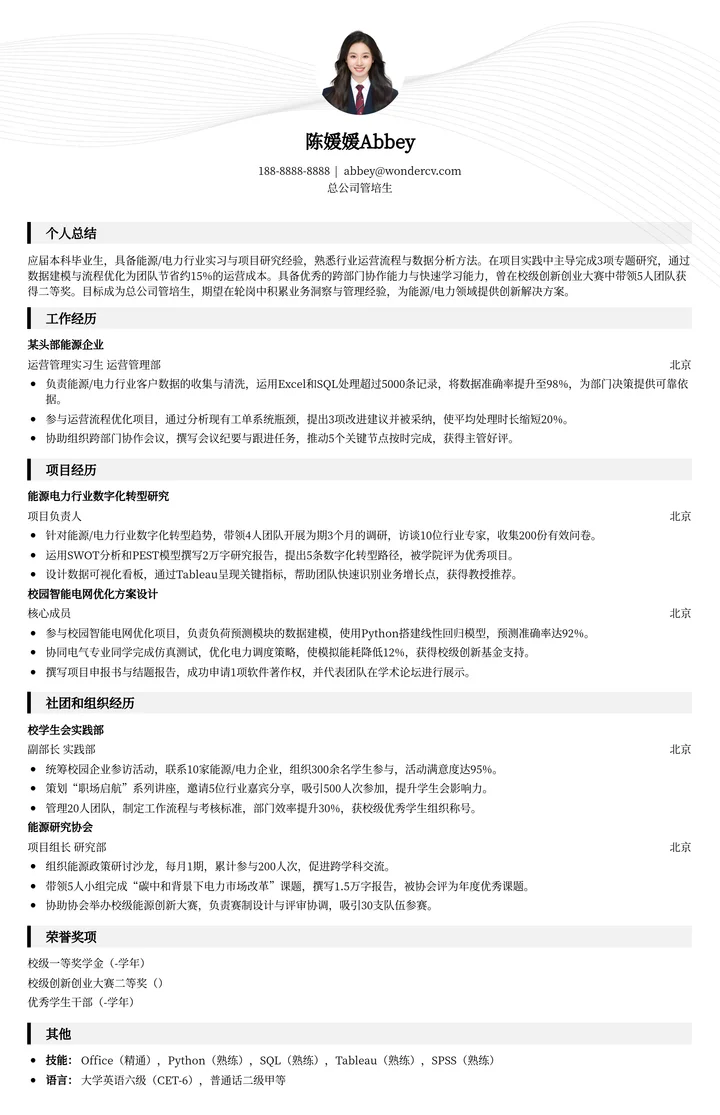 陈媛媛Abbey
188-8888-8888 | abbey@wondercv.com
总公司管培生
个人总结
应届本科毕业生，具备能源/电力行业实习与项目研究经验，熟悉行业运营流程与数据分析方法。在项目实践中主导完成3项专题研究，通过
数据建模与流程优化为团队节省约15%的运营成本。具备优秀的跨部门协作能力与快速学习能力，曾在校级创新创业大赛中带领5人团队获
得二等奖。目标成为总公司管培生，期望在轮岗中积累业务洞察与管理经验，为能源/电力领域提供创新解决方案。
工作经历
某头部能源企业
运营管理实习生 运营管理部 北京
• 负责能源/电力行业客户数据的收集与清洗，运用Excel和SQL处理超过5000条记录，将数据准确率提升至98%，为部门决策提供可靠依
据。
• 参与运营流程优化项目，通过分析现有工单系统瓶颈，提出3项改进建议并被采纳，使平均处理时长缩短20%。
• 协助组织跨部门协作会议，撰写会议纪要与跟进任务，推动5个关键节点按时完成，获得主管好评。
项目经历
能源电力行业数字化转型研究
项目负责人 北京
• 针对能源/电力行业数字化转型趋势，带领4人团队开展为期3个月的调研，访谈10位行业专家，收集200份有效问卷。
• 运用SWOT分析和PEST模型撰写2万字研究报告，提出5条数字化转型路径，被学院评为优秀项目。
• 设计数据可视化看板，通过Tableau呈现关键指标，帮助团队快速识别业务增长点，获得教授推荐。
校园智能电网优化方案设计
核心成员 北京
• 参与校园智能电网优化项目，负责负荷预测模块的数据建模，使用Python搭建线性回归模型，预测准确率达92%。
• 协同电气专业同学完成仿真测试，优化电力调度策略，使模拟能耗降低12%，获得校级创新基金支持。
• 撰写项目申报书与结题报告，成功申请1项软件著作权，并代表团队在学术论坛进行展示。
社团和组织经历
校学生会实践部
副部长 实践部 北京
• 统筹校园企业参访活动，联系10家能源/电力企业，组织300余名学生参与，活动满意度达95%。
• 策划“职场启航”系列讲座，邀请5位行业嘉宾分享，吸引500人次参加，提升学生会影响力。
• 管理20人团队，制定工作流程与考核标准，部门效率提升30%，获校级优秀学生组织称号。
能源研究协会
项目组长 研究部 北京
• 组织能源政策研讨沙龙，每月1期，累计参与200人次，促进跨学科交流。
• 带领5人小组完成“碳中和背景下电力市场改革”课题，撰写1.5万字报告，被协会评为年度优秀课题。
• 协助协会举办校级能源创新大赛，负责赛制设计与评审协调，吸引30支队伍参赛。
荣誉奖项
校级一等奖学金（-学年）
校级创新创业大赛二等奖（）
优秀学生干部（-学年）
其他
• 技能： Office（精通）, Python（熟练）, SQL（熟练）, Tableau（熟练）, SPSS（熟练）
• 语言： 大学英语六级（CET-6），普通话二级甲等